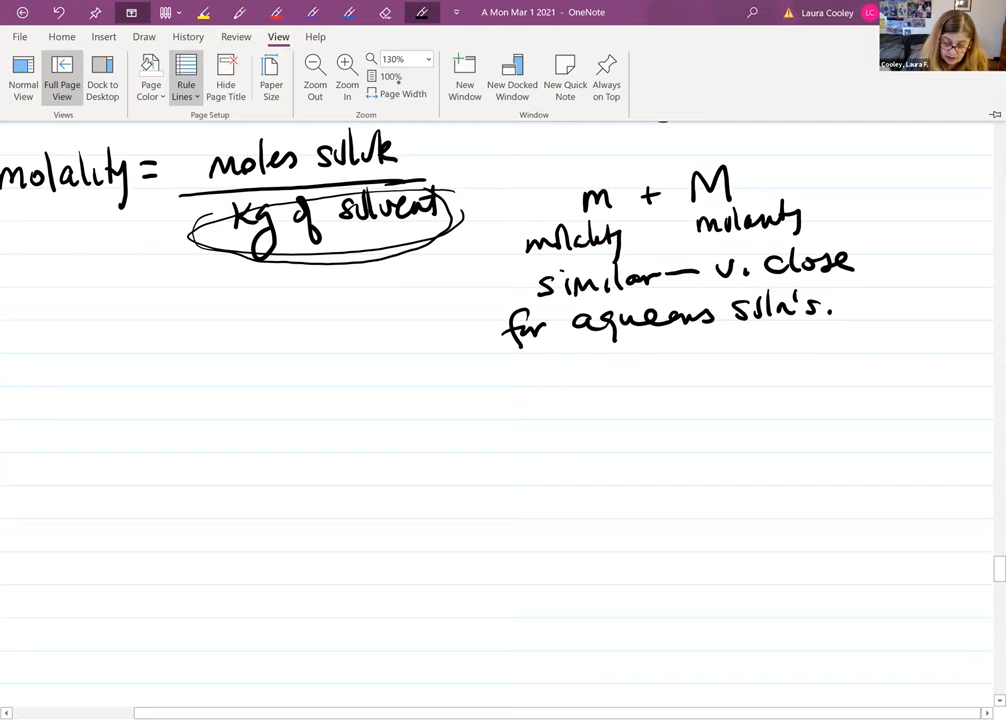 A Mon Mar 1 2021 - OneNote
Laura Cooley
LC
File Home Insert Draw History Review View Help
Normal View
Full Page View
Dock to Desktop
Views
Page Color
Rule Lines
Hide Page Title
Paper Size
Page Setup
Zoom Out
Zoom In
130%
100%
Page Width
Zoom
New Window
New Docked Window
New Quick Note
Always on Top
Window
Cooley, Laura F.
molality = moles solute
kg of solvent
m + M
molality molarity
similar — v. close
for aqueous soln's.